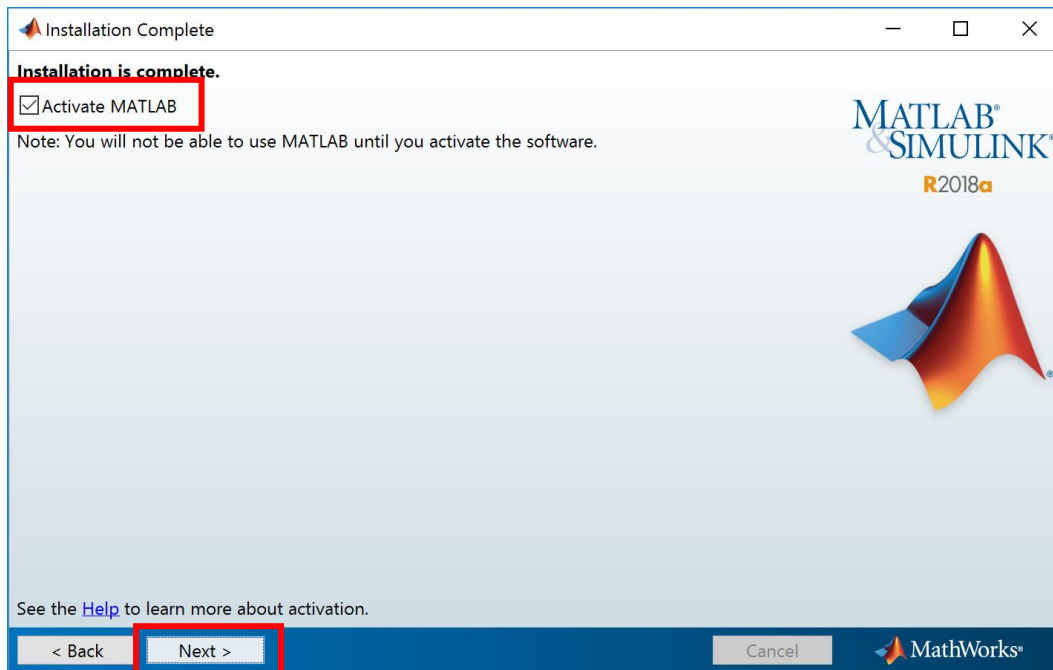 Installation Complete
Installation is complete.
Activate MATLAB
Note: You will not be able to use MATLAB until you activate the software.
MATLAB®
&SIMULINK®
R2018a
®
See the Help to learn more about activation.
< Back
Next >
Cancel
MathWorks®